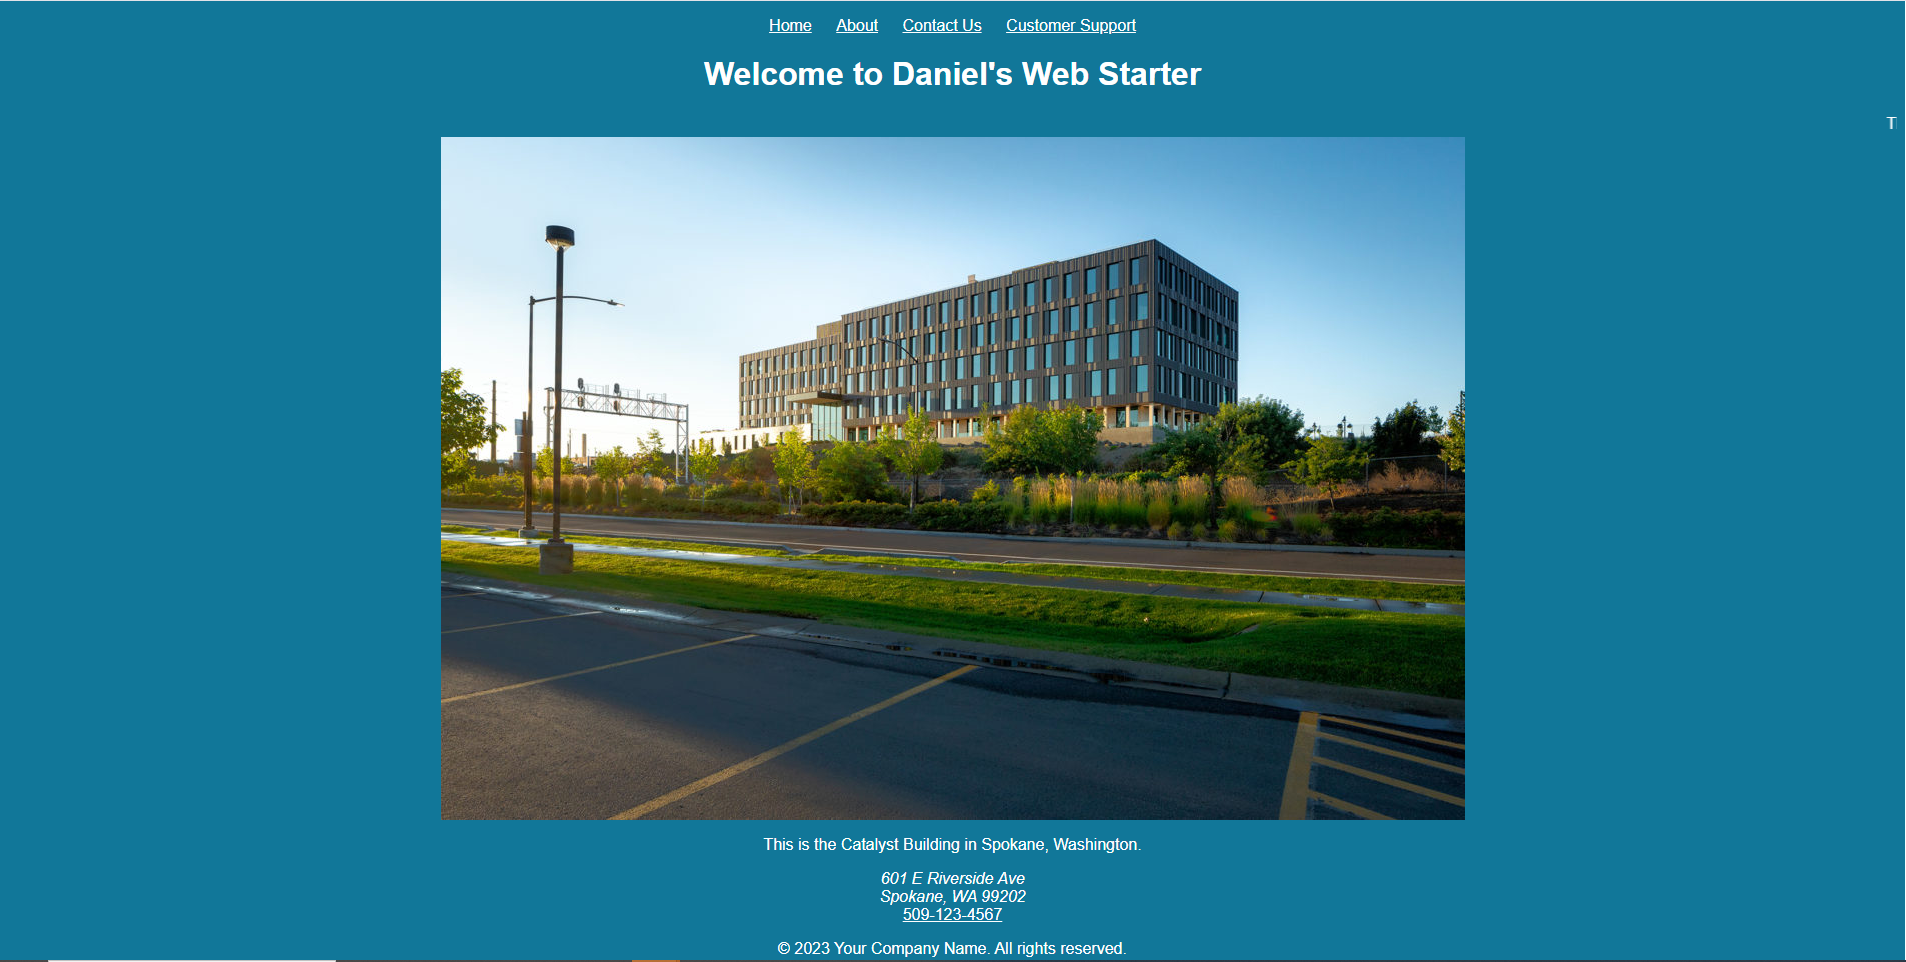 Home About Contact Us Customer Support
Welcome to Daniel's Web Starter
This is the Catalyst Building in Spokane, Washington.
601 E Riverside Ave
Spokane, WA 99202
509-123-4567
© 2023 Your Company Name. All rights reserved.